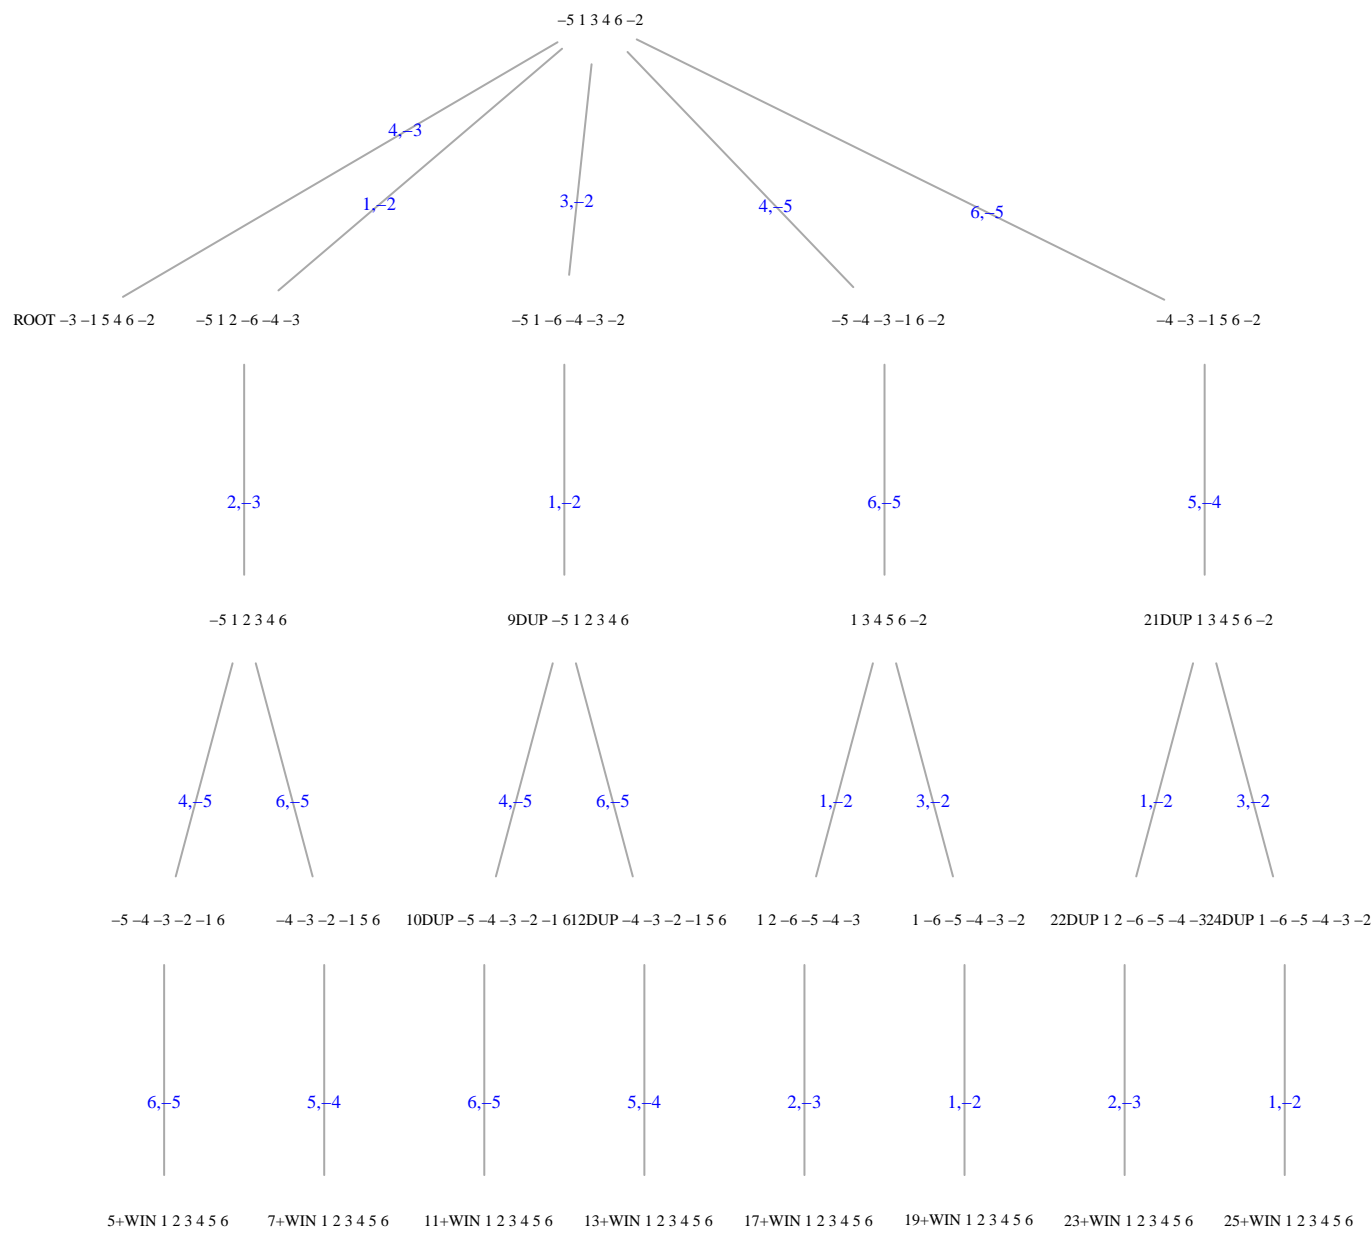 –5 1 3 4 6 –2
4,–3
1,–2
3,–2
4,–5
6,–5
ROOT –3 –1 5 4 6 –2
–5 1 2 –6 –4 –3
–5 1 –6 –4 –3 –2
–5 –4 –3 –1 6 –2
–4 –3 –1 5 6 –2
2,–3
1,–2
6,–5
5,–4
–5 1 2 3 4 6
9DUP –5 1 2 3 4 6
1 3 4 5 6 –2
21DUP 1 3 4 5 6 –2
4,–5
6,–5
4,–5
6,–5
1,–2
3,–2
1,–2
3,–2
–5 –4 –3 –2 –1 6
–4 –3 –2 –1 5 6
10DUP –5 –4 –3 –2 –1 6
12DUP –4 –3 –2 –1 5 6
1 2 –6 –5 –4 –3
1 –6 –5 –4 –3 –2
22DUP 1 2 –6 –5 –4 –3
24DUP 1 –6 –5 –4 –3 –2
6,–5
5,–4
6,–5
5,–4
2,–3
1,–2
2,–3
1,–2
5+WIN 1 2 3 4 5 6
7+WIN 1 2 3 4 5 6
11+WIN 1 2 3 4 5 6
13+WIN 1 2 3 4 5 6
17+WIN 1 2 3 4 5 6
19+WIN 1 2 3 4 5 6
23+WIN 1 2 3 4 5 6
25+WIN 1 2 3 4 5 6